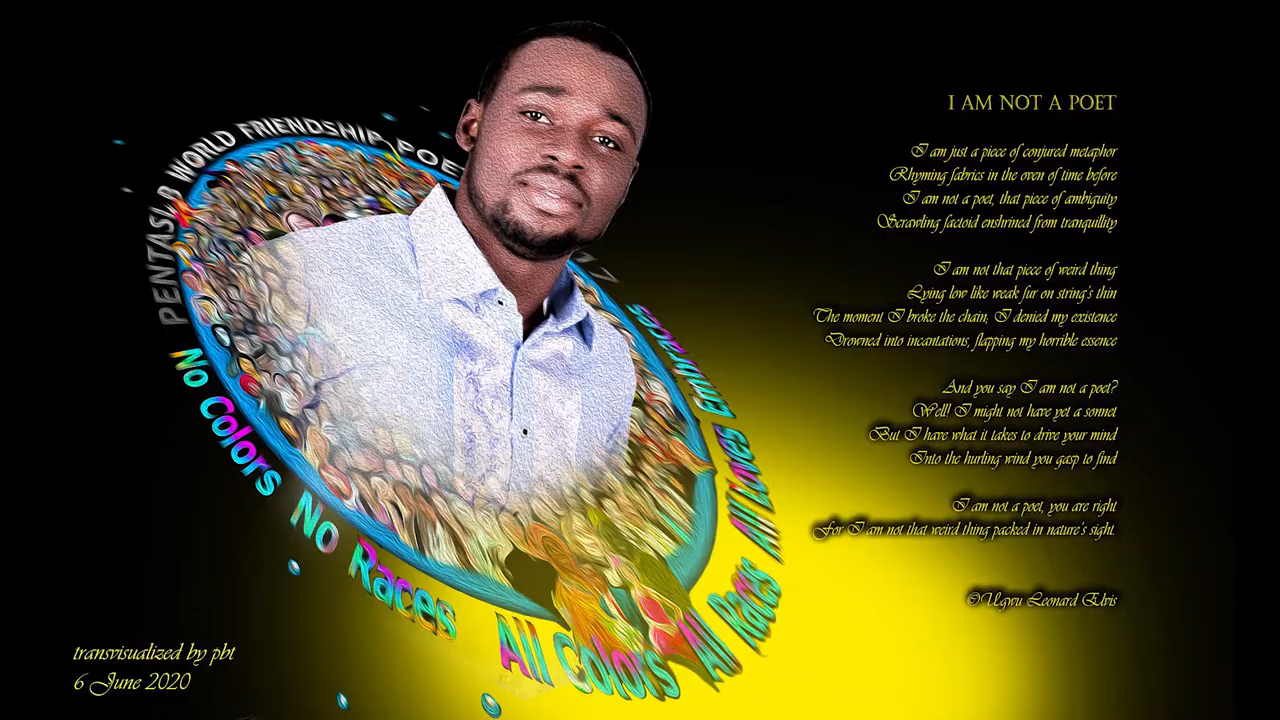 PENTASI B WORLD FRIENDSHIP POE
No Colors No Races All Colors All Races All Loves Embraces
I AM NOT A POET
I am just a piece of conjured metaphor
Rhyming fabrics in the oven of time before
I am not a poet, that piece of ambiguity
Scrawling factoid enshrined from tranquillity
I am not that piece of weird thing
Lying low like weak fur on string's thin
The moment I broke the chain, I denied my existence
Drowned into incantations, flapping my horrible essence
And you say I am not a poet?
Well! I might not have yet a sonnet
But I have what it takes to drive your mind
Into the hurling wind you gasp to find
I am not a poet, you are right
For I am not that weird thing packed in nature's sight.
©Ugwu Leonard Elvis
transvisualized by pbt
6 June 2020